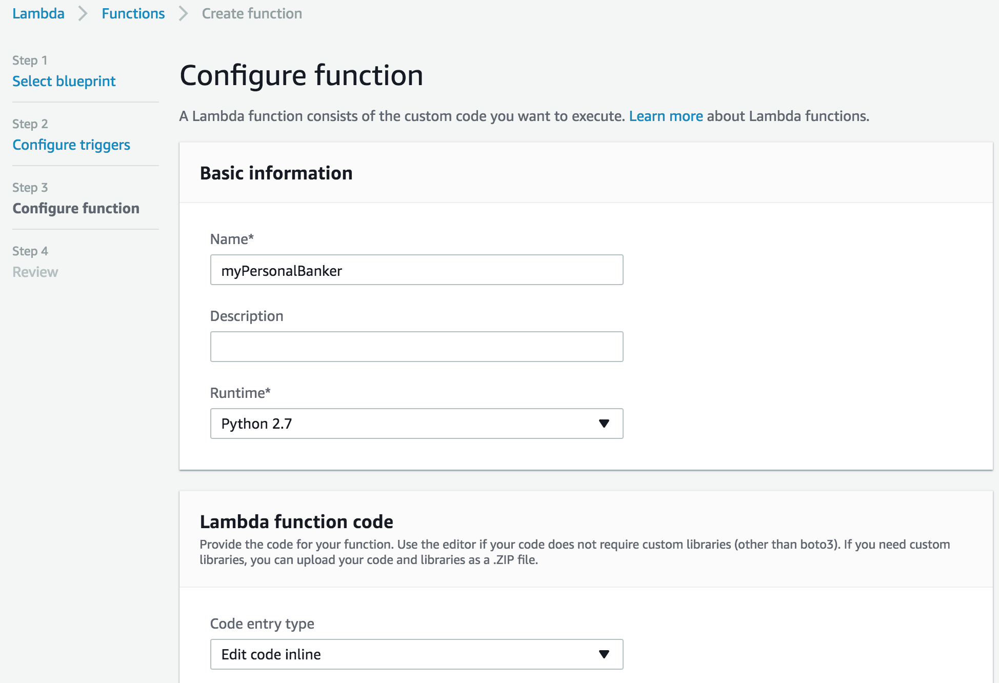 Lambda > Functions > Create function
Step 1
Select blueprint
Step 2
Configure triggers
Step 3
Configure function
Step 4
Review
Configure function
A Lambda function consists of the custom code you want to execute. Learn more about Lambda functions.
Basic information
Name*
myPersonalBanker
Description
Runtime*
Python 2.7
Lambda function code
Provide the code for your function. Use the editor if your code does not require custom libraries (other than boto3). If you need custom
libraries, you can upload your code and libraries as a .ZIP file.
Code entry type
Edit code inline